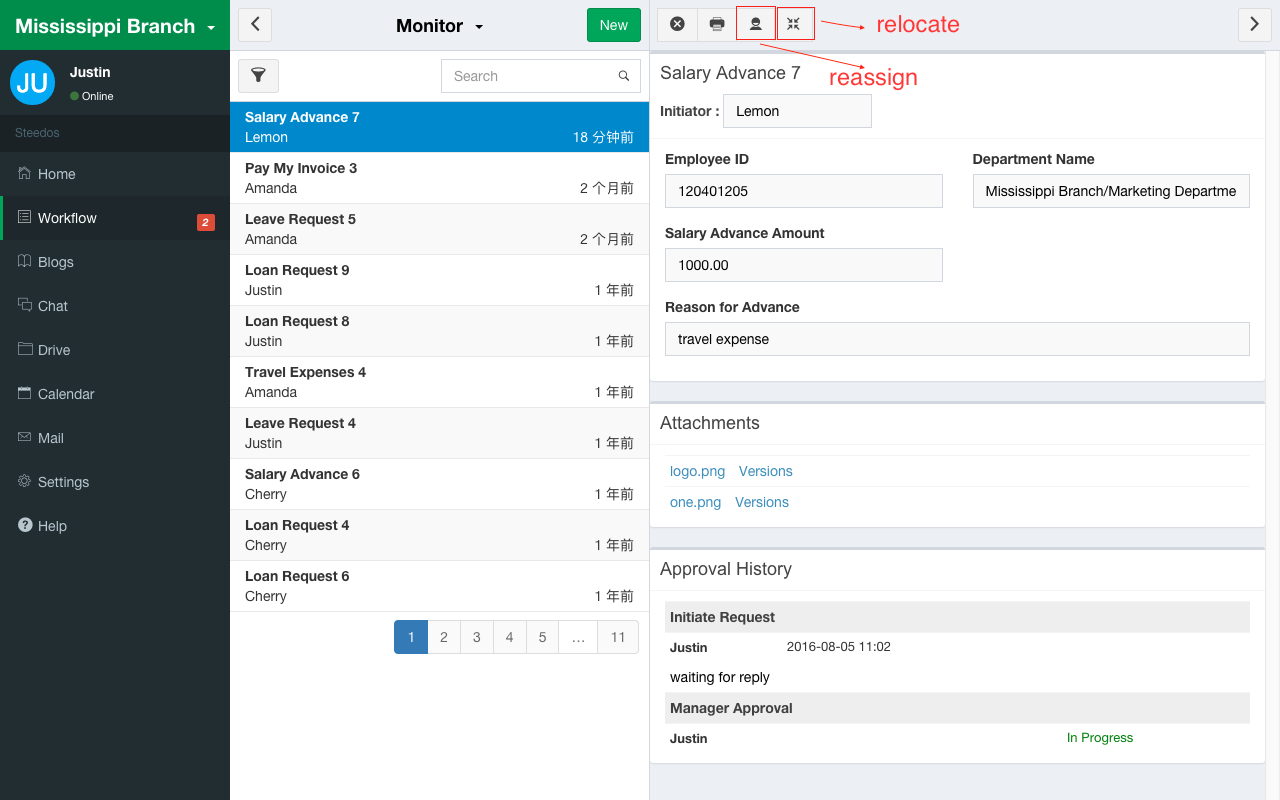 Mississippi Branch
JU
Justin
Online
Steedos
Home
Workflow
2
Blogs
Chat
Drive
Calendar
Mail
Settings
Help
Monitor
New
Search
Salary Advance 7
Lemon 18 分钟前
Pay My Invoice 3
Amanda 2 个月前
Leave Request 5
Amanda 2 个月前
Loan Request 9
Justin 1 年前
Loan Request 8
Justin 1 年前
Travel Expenses 4
Amanda 1 年前
Leave Request 4
Justin 1 年前
Salary Advance 6
Cherry 1 年前
Loan Request 4
Cherry 1 年前
Loan Request 6
Cherry 1 年前
1 2 3 4 5 ... 11
relocate
reassign
Salary Advance 7
Initiator : Lemon
Employee ID Department Name
120401205 Mississippi Branch/Marketing Departme
Salary Advance Amount
1000.00
Reason for Advance
travel expense
Attachments
logo.png Versions
one.png Versions
Approval History
Initiate Request
Justin 2016-08-05 11:02
waiting for reply
Manager Approval
Justin In Progress